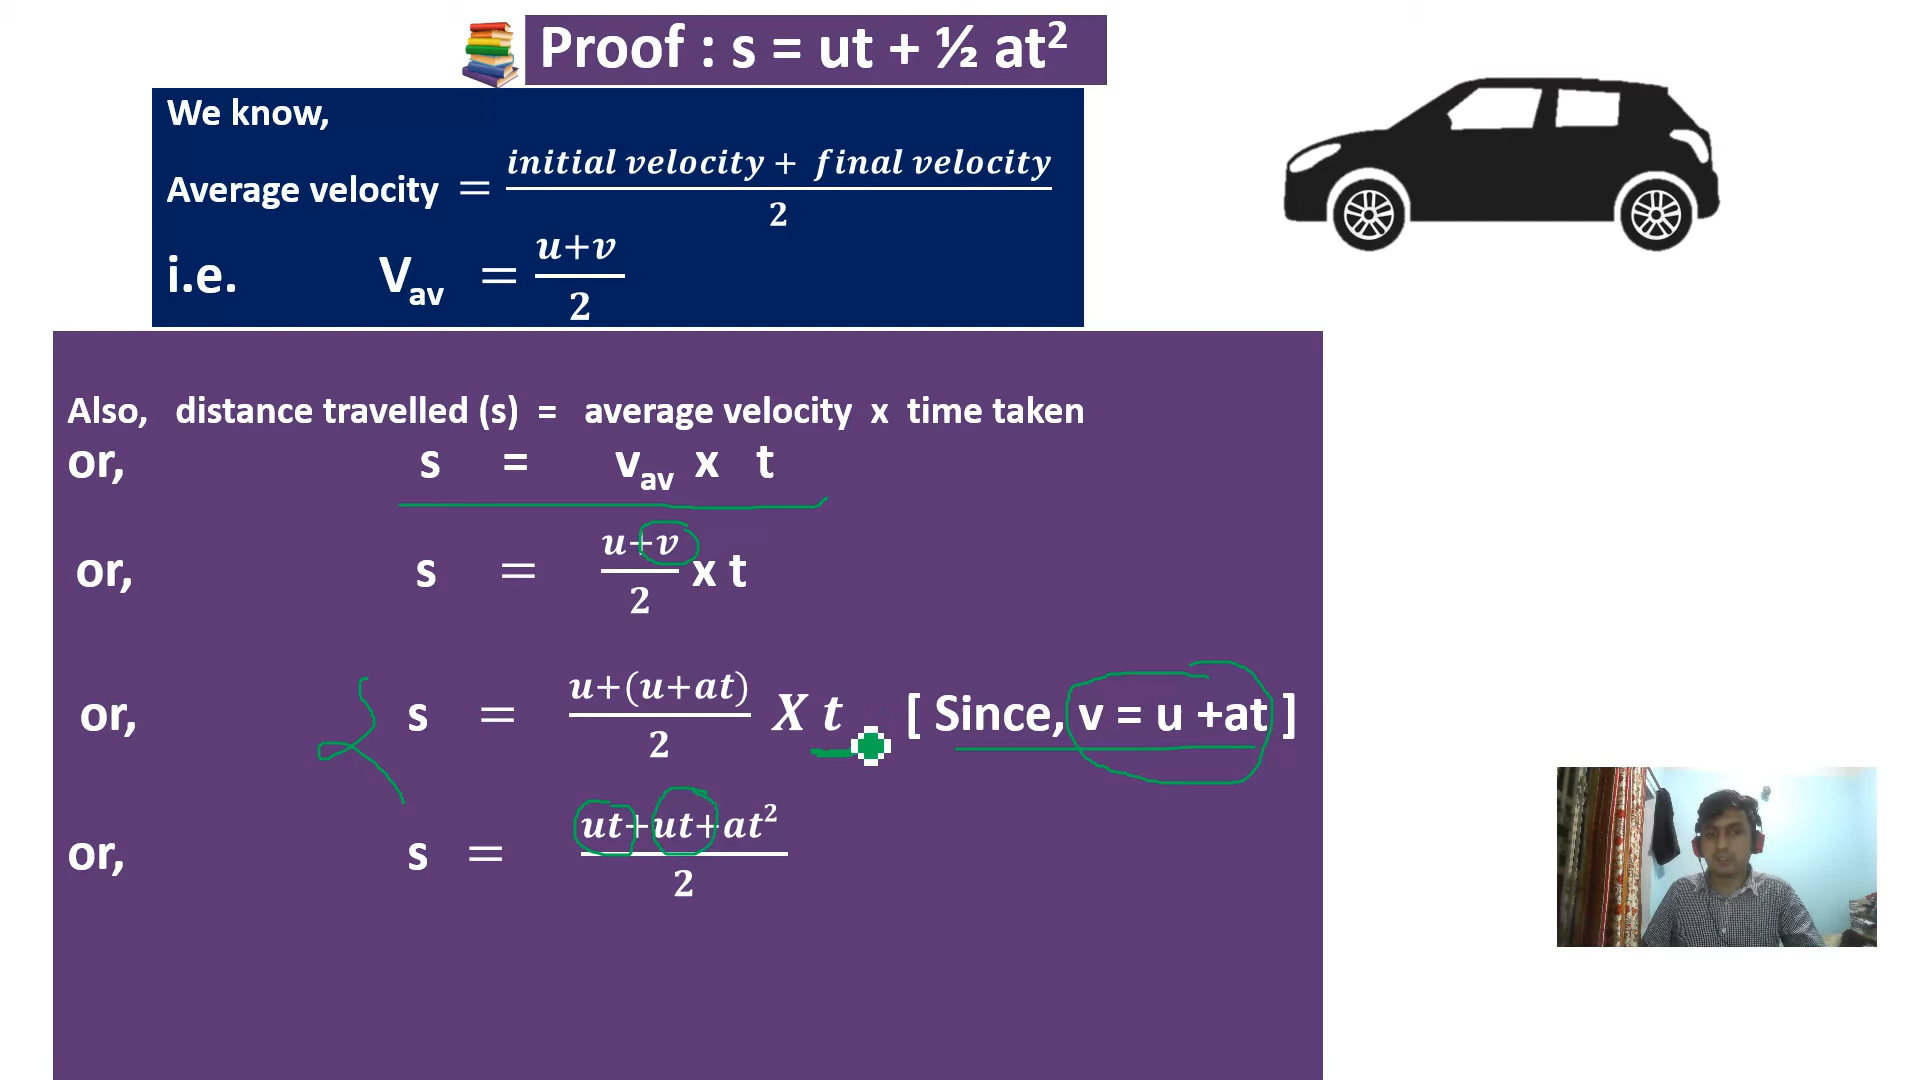 Proof : s = ut + ½ at²
We know,
Average velocity = initial velocity + final velocity / 2
i.e. Vav = u+v / 2
Also, distance travelled (s) = average velocity x time taken
or, s = vav x t
or, s = u+v / 2 x t
or, s = u+(u+at) / 2 X t [ Since, v = u +at ]
or, s = ut+ut+at² / 2